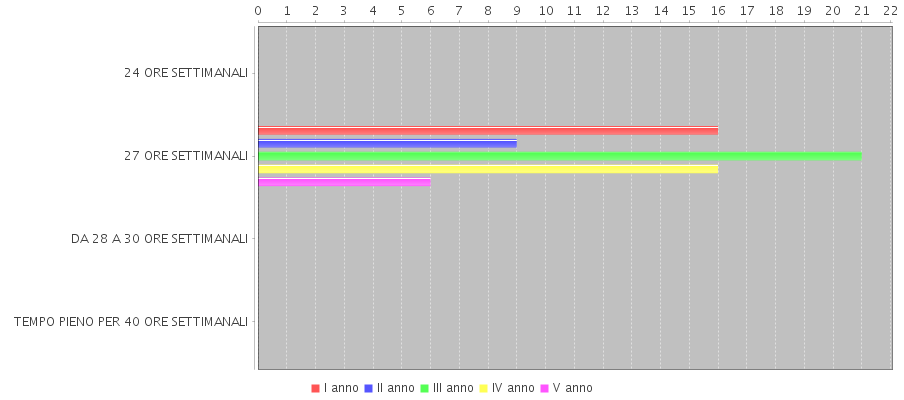 0 1 2 3 4 5 6 7 8 9 10 11 12 13 14 15 16 17 18 19 20 21 22
24 ORE SETTIMANALI
27 ORE SETTIMANALI
DA 28 A 30 ORE SETTIMANALI
TEMPO PIENO PER 40 ORE SETTIMANALI
I anno II anno III anno IV anno V anno